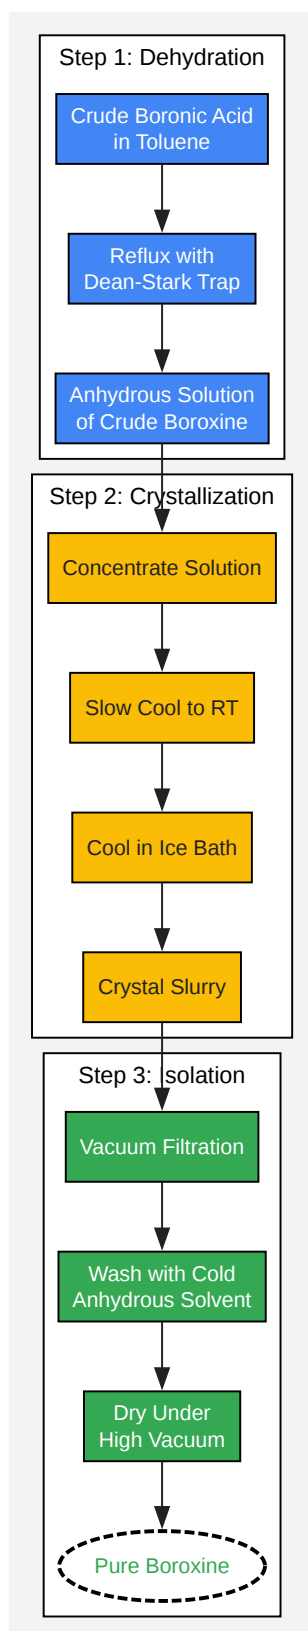 Step 1: Dehydration
Crude Boronic Acid
in Toluene
Reflux with
Dean-Stark Trap
Anhydrous Solution
of Crude Boroxine
Step 2: Crystallization
Concentrate Solution
Slow Cool to RT
Cool in Ice Bath
Crystal Slurry
Step 3: Isolation
Vacuum Filtration
Wash with Cold
Anhydrous Solvent
Dry Under
High Vacuum
Pure Boroxine